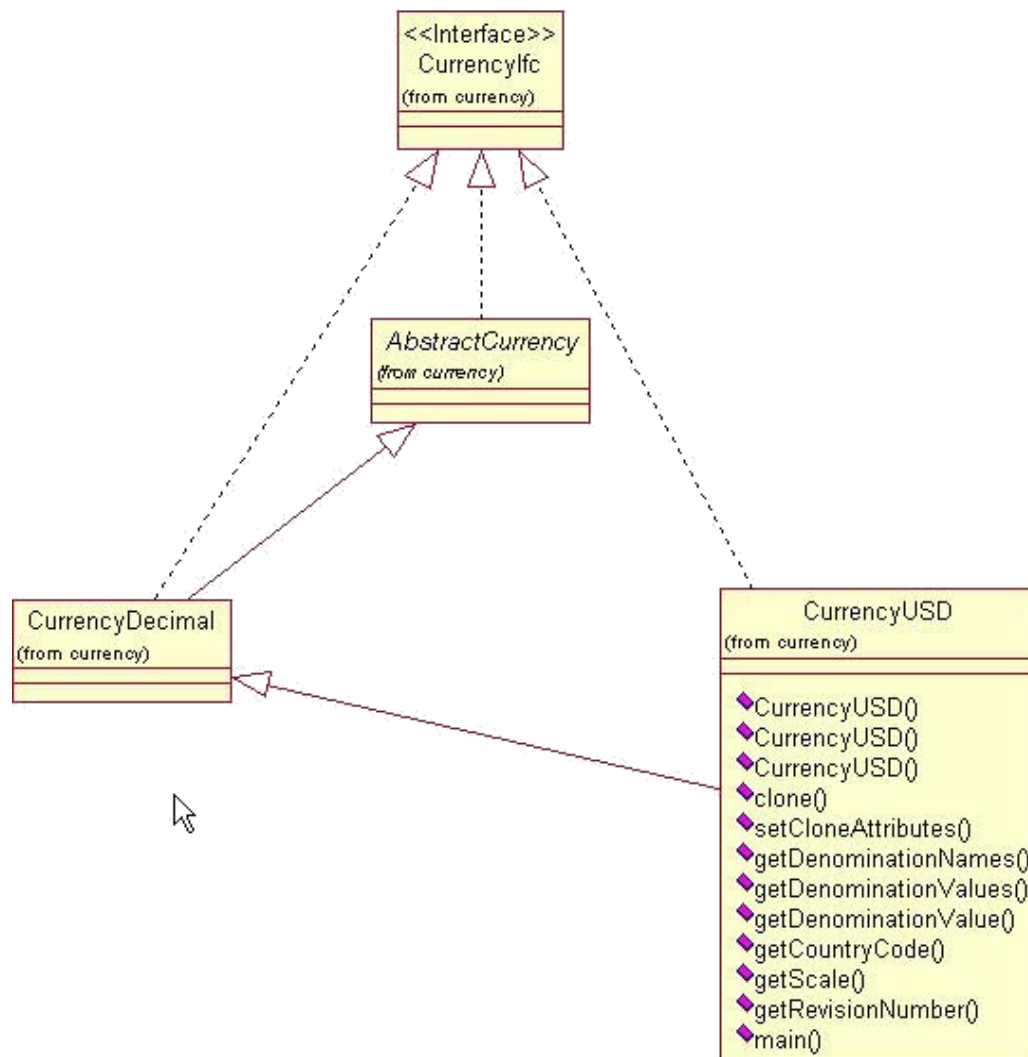 <<Interface>>
CurrencyIfc
(from currency)
AbstractCurrency
(from currency)
CurrencyDecimal
(from currency)
CurrencyUSD
(from currency)
CurrencyUSD()
CurrencyUSD()
CurrencyUSD()
clone()
setCloneAttributes()
getDenominationNames()
getDenominationValues()
getDenominationValue()
getCountryCode()
getScale()
getRevisionNumber()
main()